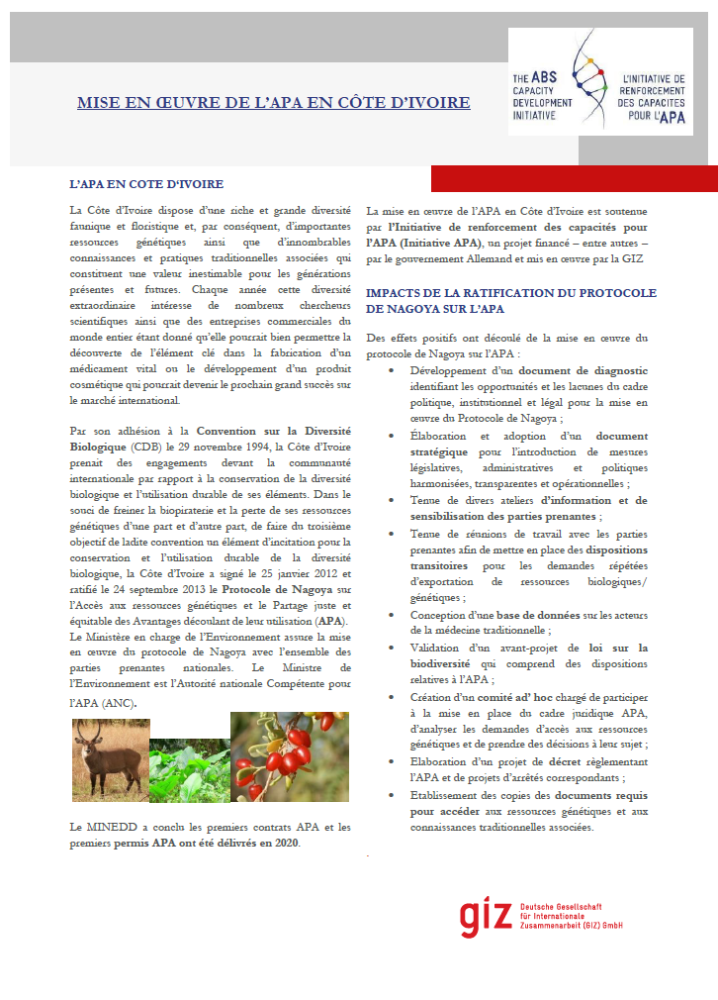 THE ABS
CAPACITY
DEVELOPMENT
INITIATIVE
L'INITIATIVE DE
RENFORCEMENT
DES CAPACITES
POUR L'APA
MISE EN ŒUVRE DE L'APA EN CÔTE D'IVOIRE
L'APA EN COTE D'IVOIRE
La Côte d'Ivoire dispose d'une riche et grande diversité
faunique et floristique et, par conséquent, d'importantes
ressources génétiques ainsi que d'innombrables
connaissances et pratiques traditionnelles associées qui
constituent une valeur inestimable pour les générations
présentes et futures. Chaque année cette diversité
extraordinaire intéresse de nombreux chercheurs
scientifiques ainsi que des entreprises commerciales du
monde entier étant donné qu'elle pourrait bien permettre la
découverte de l'élément clé dans la fabrication d'un
médicament vital ou le développement d'un produit
cosmétique qui pourrait devenir le prochain grand succès sur
le marché international.
Par son adhésion à la Convention sur la Diversité
Biologique (CDB) le 29 novembre 1994, la Côte d'Ivoire
prenait des engagements devant la communauté
internationale par rapport à la conservation de la diversité
biologique et l'utilisation durable de ses éléments. Dans le
souci de freiner la biopiraterie et la perte de ses ressources
génétiques d'une part et d'autre part, de faire du troisième
objectif de ladite convention un élément d'incitation pour la
conservation et l'utilisation durable de la diversité
biologique, la Côte d'Ivoire a signé le 25 janvier 2012 et
ratifié le 24 septembre 2013 le Protocole de Nagoya sur
l'Accès aux ressources génétiques et le Partage juste et
équitable des Avantages découlant de leur utilisation (APA).
Le Ministère en charge de l'Environnement assure la mise
en œuvre du protocole de Nagoya avec l'ensemble des
parties prenantes nationales. Le Ministre de
l'Environnement est l'Autorité nationale Compétente pour
l'APA (ANC).
Le MINEDD a conclu les premiers contrats APA et les
premiers permis APA ont été délivrés en 2020.
La mise en œuvre de l'APA en Côte d'Ivoire est soutenue
par l'Initiative de renforcement des capacités pour
l'APA (Initiative APA), un projet financé – entre autres –
par le gouvernement Allemand et mis en œuvre par la GIZ
IMPACTS DE LA RATIFICATION DU PROTOCOLE
DE NAGOYA SUR L'APA
Des effets positifs ont découlé de la mise en œuvre du
protocole de Nagoya sur l'APA :
• Développement d'un document de diagnostic
identifiant les opportunités et les lacunes du cadre
politique, institutionnel et légal pour la mise en
œuvre du Protocole de Nagoya ;
• Élaboration et adoption d'un document
stratégique pour l'introduction de mesures
législatives, administratives et politiques
harmonisées, transparentes et opérationnelles ;
• Tenue de divers ateliers d'information et de
sensibilisation des parties prenantes ;
• Tenue de réunions de travail avec les parties
prenantes afin de mettre en place des dispositions
transitoires pour les demandes répétées
d'exportation de ressources biologiques/
génétiques ;
• Conception d'une base de données sur les acteurs
de la médecine traditionnelle ;
• Validation d'un avant-projet de loi sur la
biodiversité qui comprend des dispositions
relatives à l'APA ;
• Création d'un comité ad' hoc chargé de participer
à la mise en place du cadre juridique APA,
d'analyser les demandes d'accès aux ressources
génétiques et de prendre des décisions à leur sujet ;
• Elaboration d'un projet de décret règlementant
l'APA et de projets d'arrêtés correspondants ;
• Etablissement des copies des documents requis
pour accéder aux ressources génétiques et aux
connaissances traditionnelles associées.
.
giz
Deutsche Gesellschaft
für Internationale
Zusammenarbeit (GIZ) GmbH